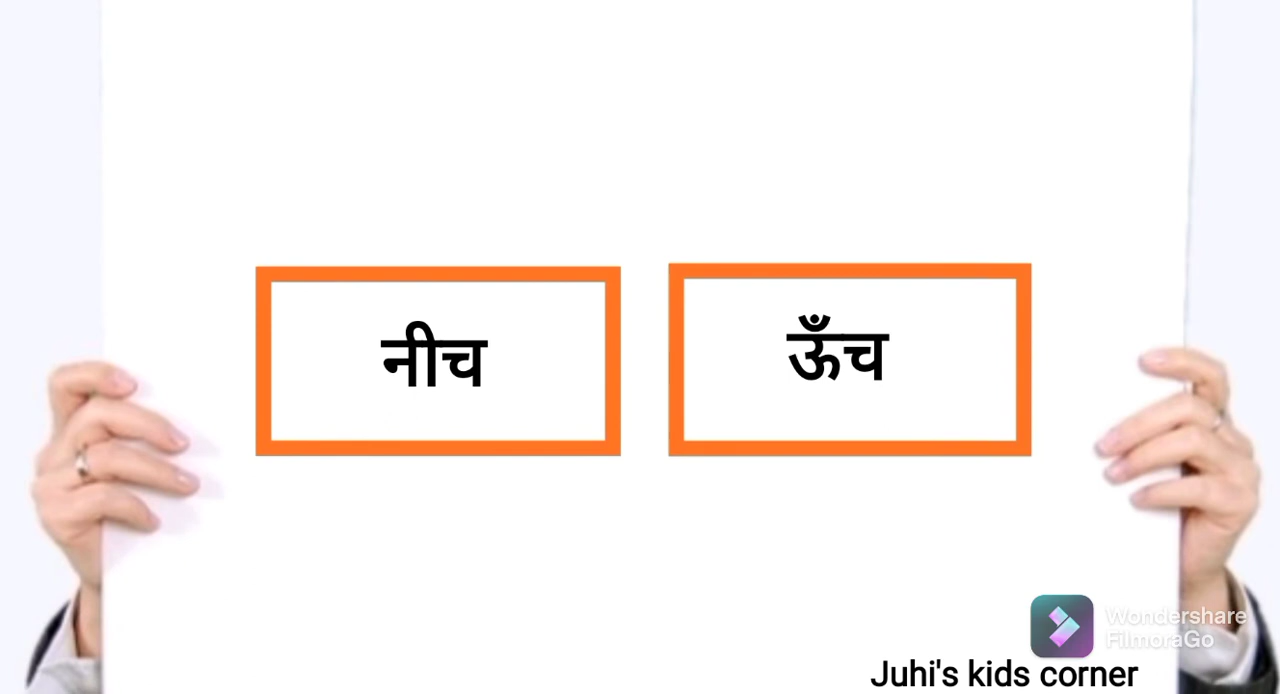 नीच
ऊँच
Wondershare
FilmoraGo
Juhi's kids corner